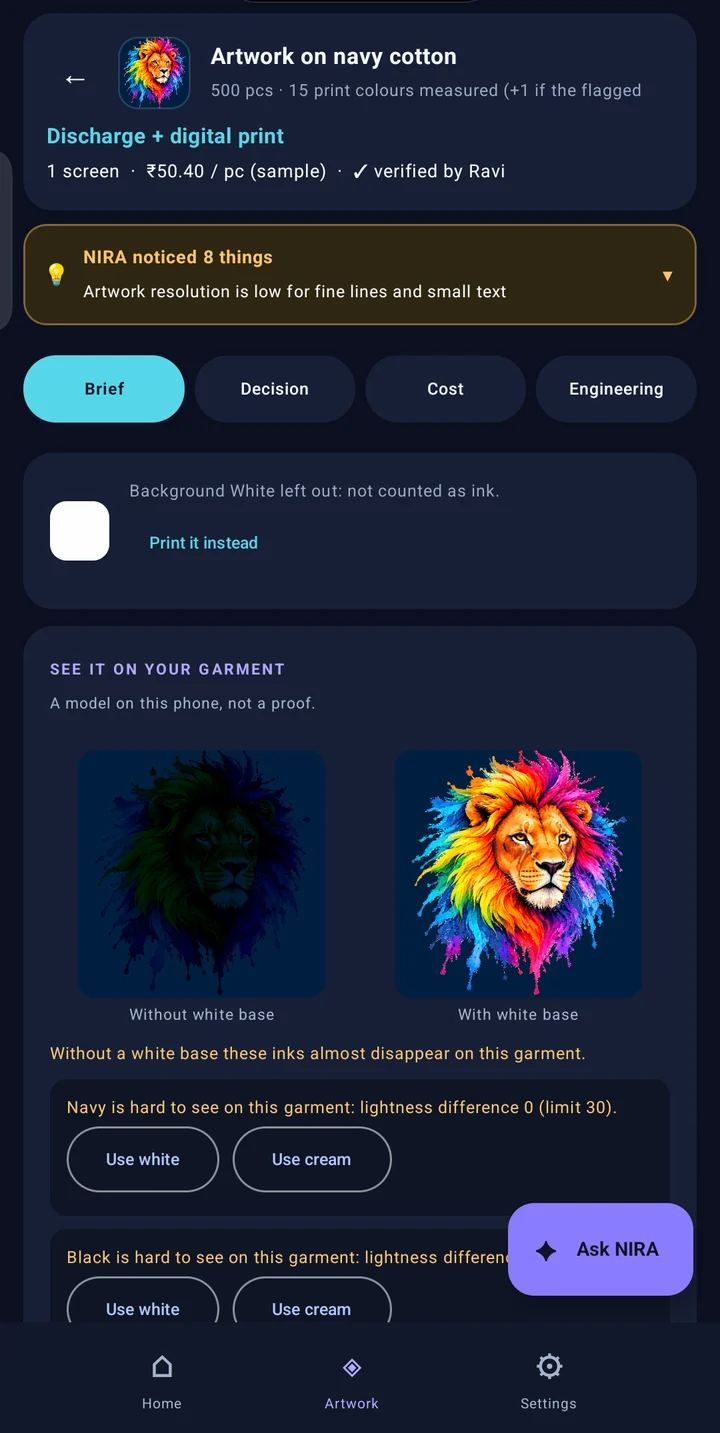 Artwork on navy cotton
500 pcs · 15 print colours measured (+1 if the flagged
Discharge + digital print
1 screen · ₹50.40 / pc (sample) · ✓ verified by Ravi
NIRA noticed 8 things
Artwork resolution is low for fine lines and small text
Brief
Decision
Cost
Engineering
Background White left out: not counted as ink.
Print it instead
SEE IT ON YOUR GARMENT
A model on this phone, not a proof.
Without white base
With white base
Without a white base these inks almost disappear on this garment.
Navy is hard to see on this garment: lightness difference 0 (limit 30).
Use white
Use cream
Black is hard to see on this garment: lightness
Ask NIRA
Use white
Use cream
Home
Artwork
Settings